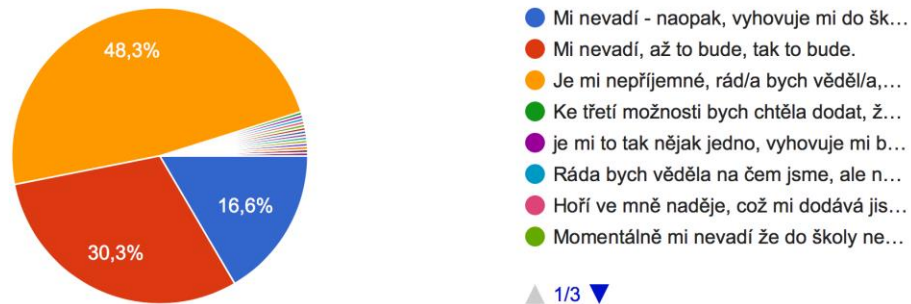 48,3%
30,3%
16,6%
Mi nevadí - naopak, vyhovuje mi do šk…
Mi nevadí, až to bude, tak to bude.
Je mi nepříjemné, rád/a bych věděl/a,…
Ke třetí možnosti bych chtěla dodat, ž…
je mi to tak nějak jedno, vyhovuje mi b…
Ráda bych věděla na čem jsme, ale n…
Hoří ve mně naděje, což mi dodává jis…
Momentálně mi nevadí že do školy ne…
1/3